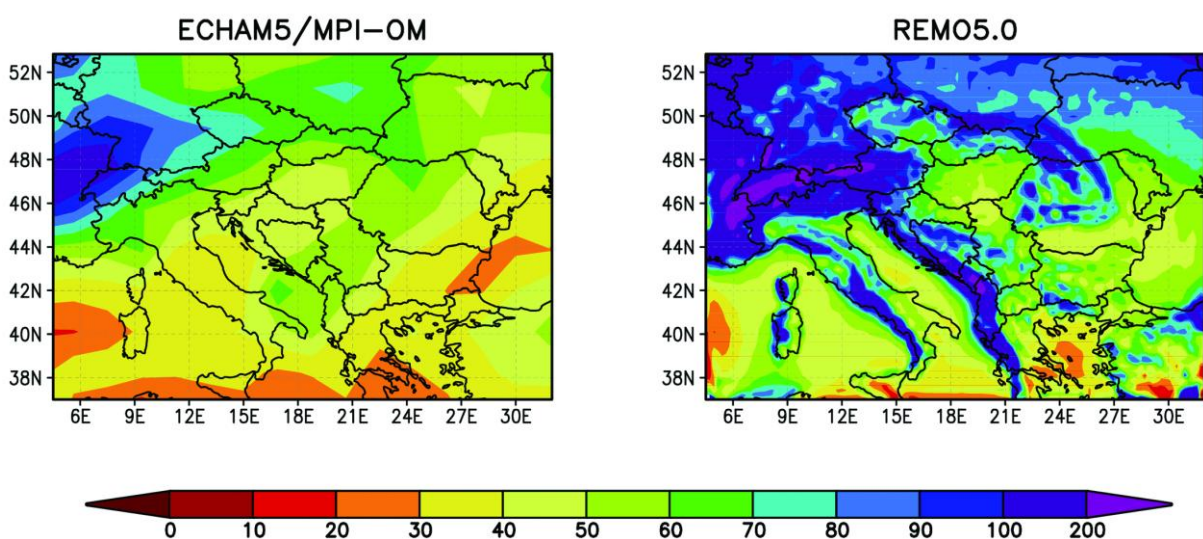 ECHAM5/MPI-OM
REMO5.0
52N
50N
48N
46N
44N
42N
40N
38N
6E 9E 12E 15E 18E 21E 24E 27E 30E
52N
50N
48N
46N
44N
42N
40N
38N
6E 9E 12E 15E 18E 21E 24E 27E 30E
0 10 20 30 40 50 60 70 80 90 100 200